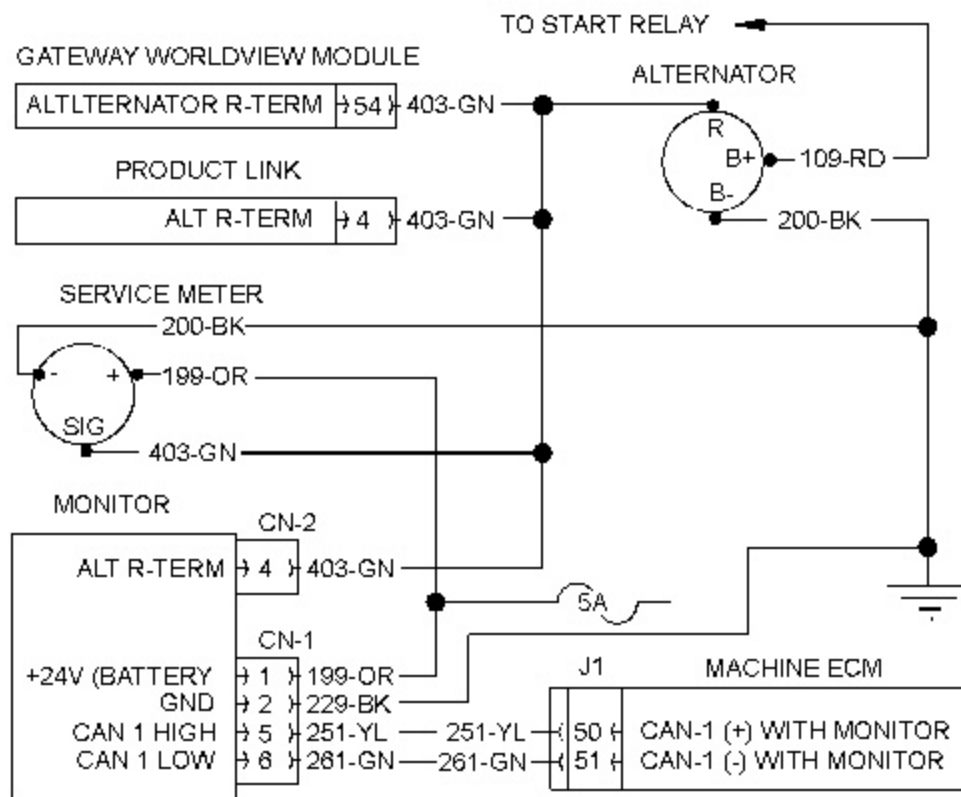 TO START RELAY
GATEWAY WORLDVIEW MODULE
ALTERNATOR
ALTLTERNATOR R-TERM 54 403-GN
R
B+ 109-RD
PRODUCT LINK
B-
ALT R-TERM 4 403-GN
200-BK
SERVICE METER
200-BK
- + 199-OR
SIG
403-GN
MONITOR
CN-2
ALT R-TERM 4 403-GN
5A
CN-1
J1 MACHINE ECM
+24V (BATTERY 1 199-OR
GND 2 229-BK
CAN 1 HIGH 5 251-YL 251-YL 50 CAN-1 (+) WITH MONITOR
CAN 1 LOW 6 261-GN 261-GN 51 CAN-1 (-) WITH MONITOR